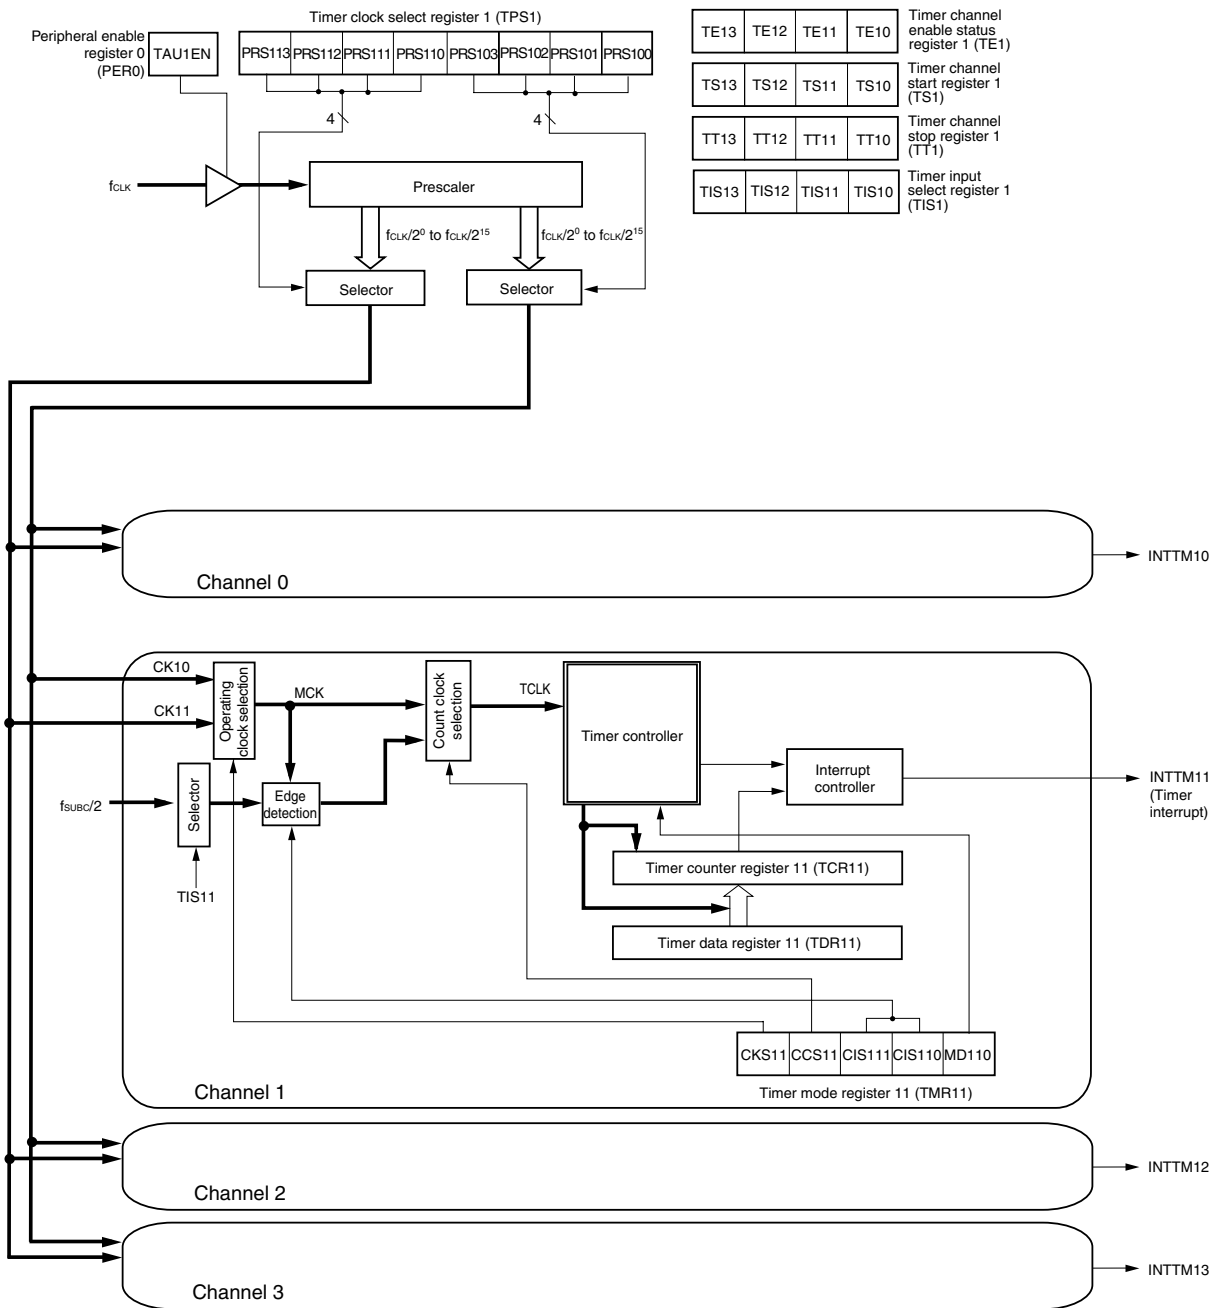 Timer clock select register 1 (TPS1)
Peripheral enable
register 0
(PER0)
TAU1EN
PRS113 PRS112 PRS111 PRS110 PRS103 PRS102 PRS101 PRS100
4
4
TE13 TE12 TE11 TE10
Timer channel
enable status
register 1 (TE1)
TS13 TS12 TS11 TS10
Timer channel
start register 1
(TS1)
TT13 TT12 TT11 TT10
Timer channel
stop register 1
(TT1)
TIS13 TIS12 TIS11 TIS10
Timer input
select register 1
(TIS1)
fCLK
Prescaler
fCLK/2⁰ to fCLK/2¹⁵
fCLK/2⁰ to fCLK/2¹⁵
Selector
Selector
Channel 0
INTTM10
CK10
CK11
Operating
clock selection
MCK
Count clock
selection
TCLK
Timer controller
Interrupt
controller
INTTM11
(Timer
interrupt)
fSUBC/2
Selector
TIS11
Edge
detection
Timer counter register 11 (TCR11)
Timer data register 11 (TDR11)
CKS11 CCS11 CIS111 CIS110 MD110
Timer mode register 11 (TMR11)
Channel 1
Channel 2
INTTM12
Channel 3
INTTM13